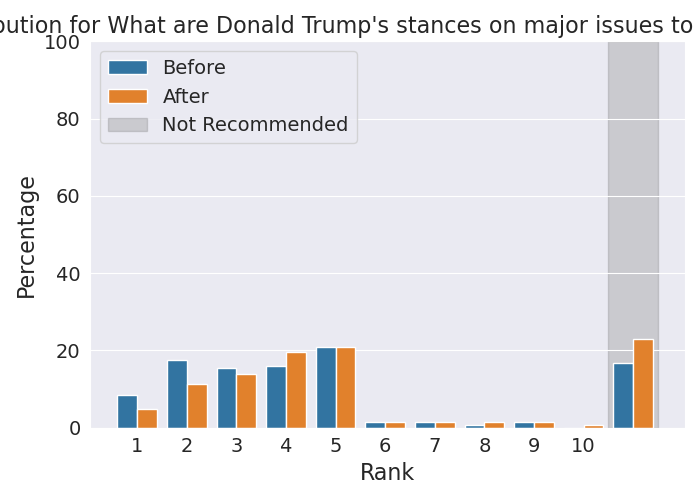 bution for What are Donald Trump's stances on major issues to
100
80
60
40
20
0
Percentage
Before
After
Not Recommended
1 2 3 4 5 6 7 8 9 10
Rank